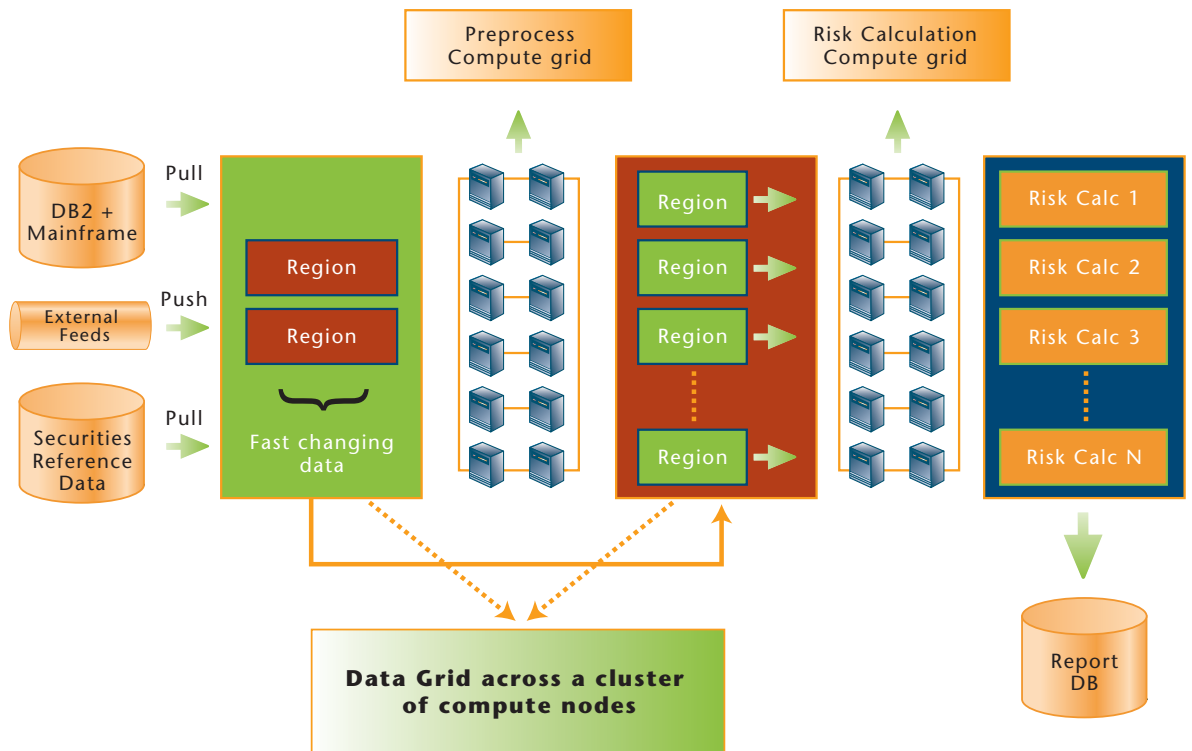 Preprocess
Compute grid
Risk Calculation
Compute grid
DB2 +
Mainframe
Pull
External
Feeds
Push
Securities
Reference
Data
Pull
Region
Region
Fast changing
data
Region
Region
Region
Region
Risk Calc 1
Risk Calc 2
Risk Calc 3
Risk Calc N
Data Grid across a cluster
of compute nodes
Report
DB